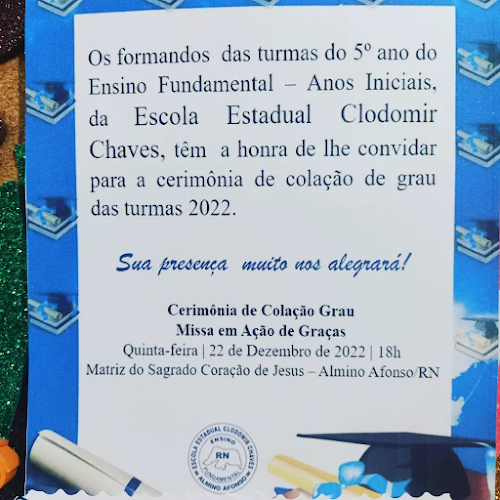 Os formandos das turmas do 5º ano do
Ensino Fundamental – Anos Iniciais,
da Escola Estadual Clodomir
Chaves, têm a honra de lhe convidar
para a cerimônia de colação de grau
das turmas 2022.
Sua presença muito nos alegrará!
Cerimônia de Colação Grau
Missa em Ação de Graças
Quinta-feira | 22 de Dezembro de 2022 | 18h
Matriz do Sagrado Coração de Jesus – Almino Afonso/RN
ESCOLA ESTADUAL CLODOMIR CHAVES
ENSINO
RN
FUNDAMENTAL
ALMINO AFONSO